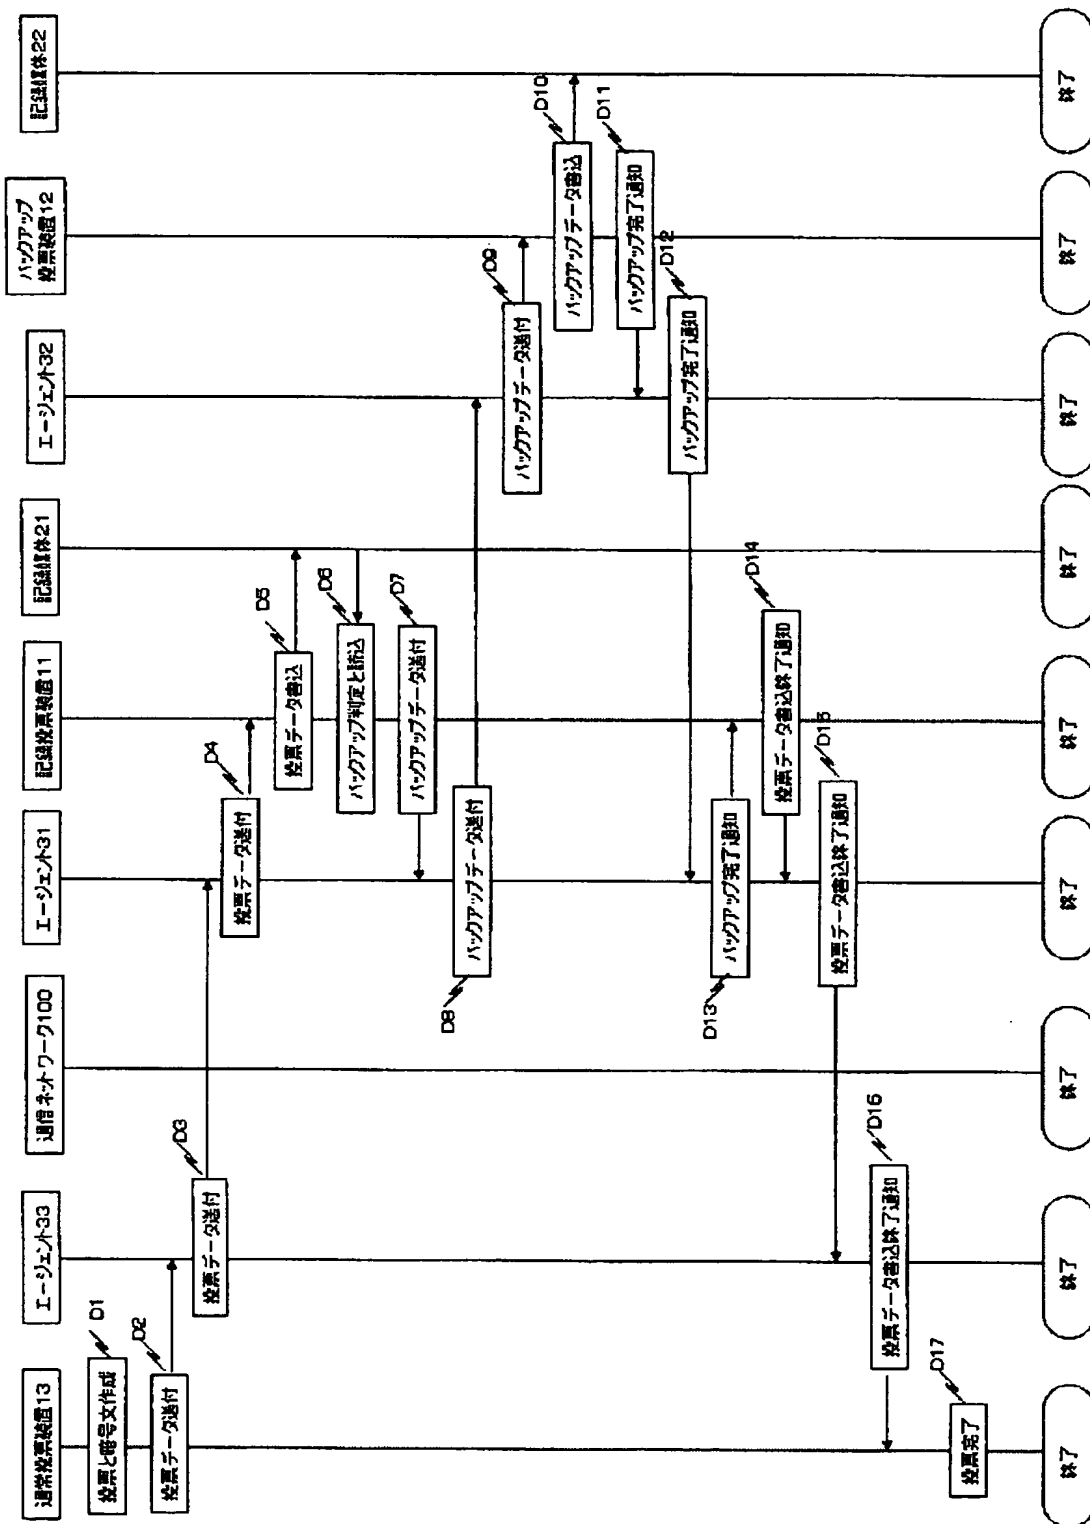 通常投票装置13
エージェント33
通信ネットワーク100
エージェント31
記録投票装置11
記録媒体21
エージェント32
バックアップ
投票装置12
記録媒体22
投票と暗号文作成
D1
投票データ送付
D2
投票データ送付
D3
投票データ送付
D4
投票データ書込
D5
バックアップ判定と読込
D6
バックアップデータ送付
D7
バックアップデータ送付
D8
バックアップデータ送付
D9
バックアップデータ書込
D10
バックアップ完了通知
D11
バックアップ完了通知
D12
バックアップ完了通知
D13
投票データ書込終了通知
D14
投票データ書込終了通知
D15
投票データ書込終了通知
D16
投票完了
D17
終了
終了
終了
終了
終了
終了
終了
終了
終了